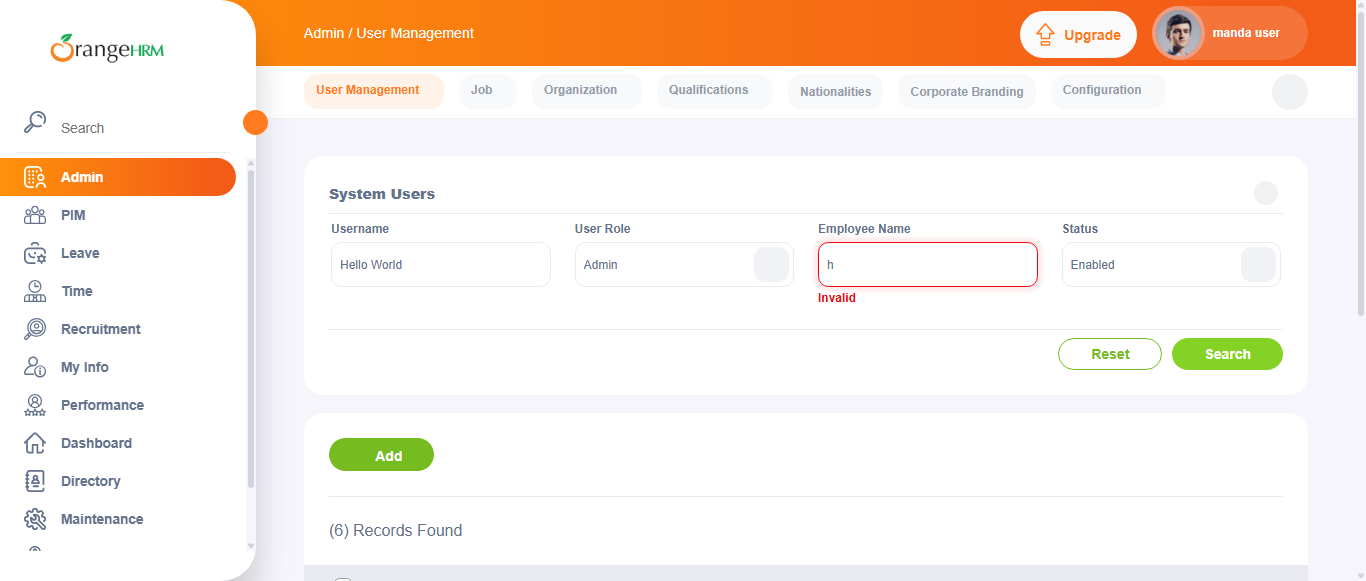 OrangeHRM
Search
Admin
PIM
Leave
Time
Recruitment
My Info
Performance
Dashboard
Directory
Maintenance
Admin / User Management
Upgrade
manda user
User Management
Job
Organization
Qualifications
Nationalities
Corporate Branding
Configuration
System Users
Username
User Role
Employee Name
Status
Hello World
Admin
h
Enabled
Invalid
Reset
Search
Add
(6) Records Found